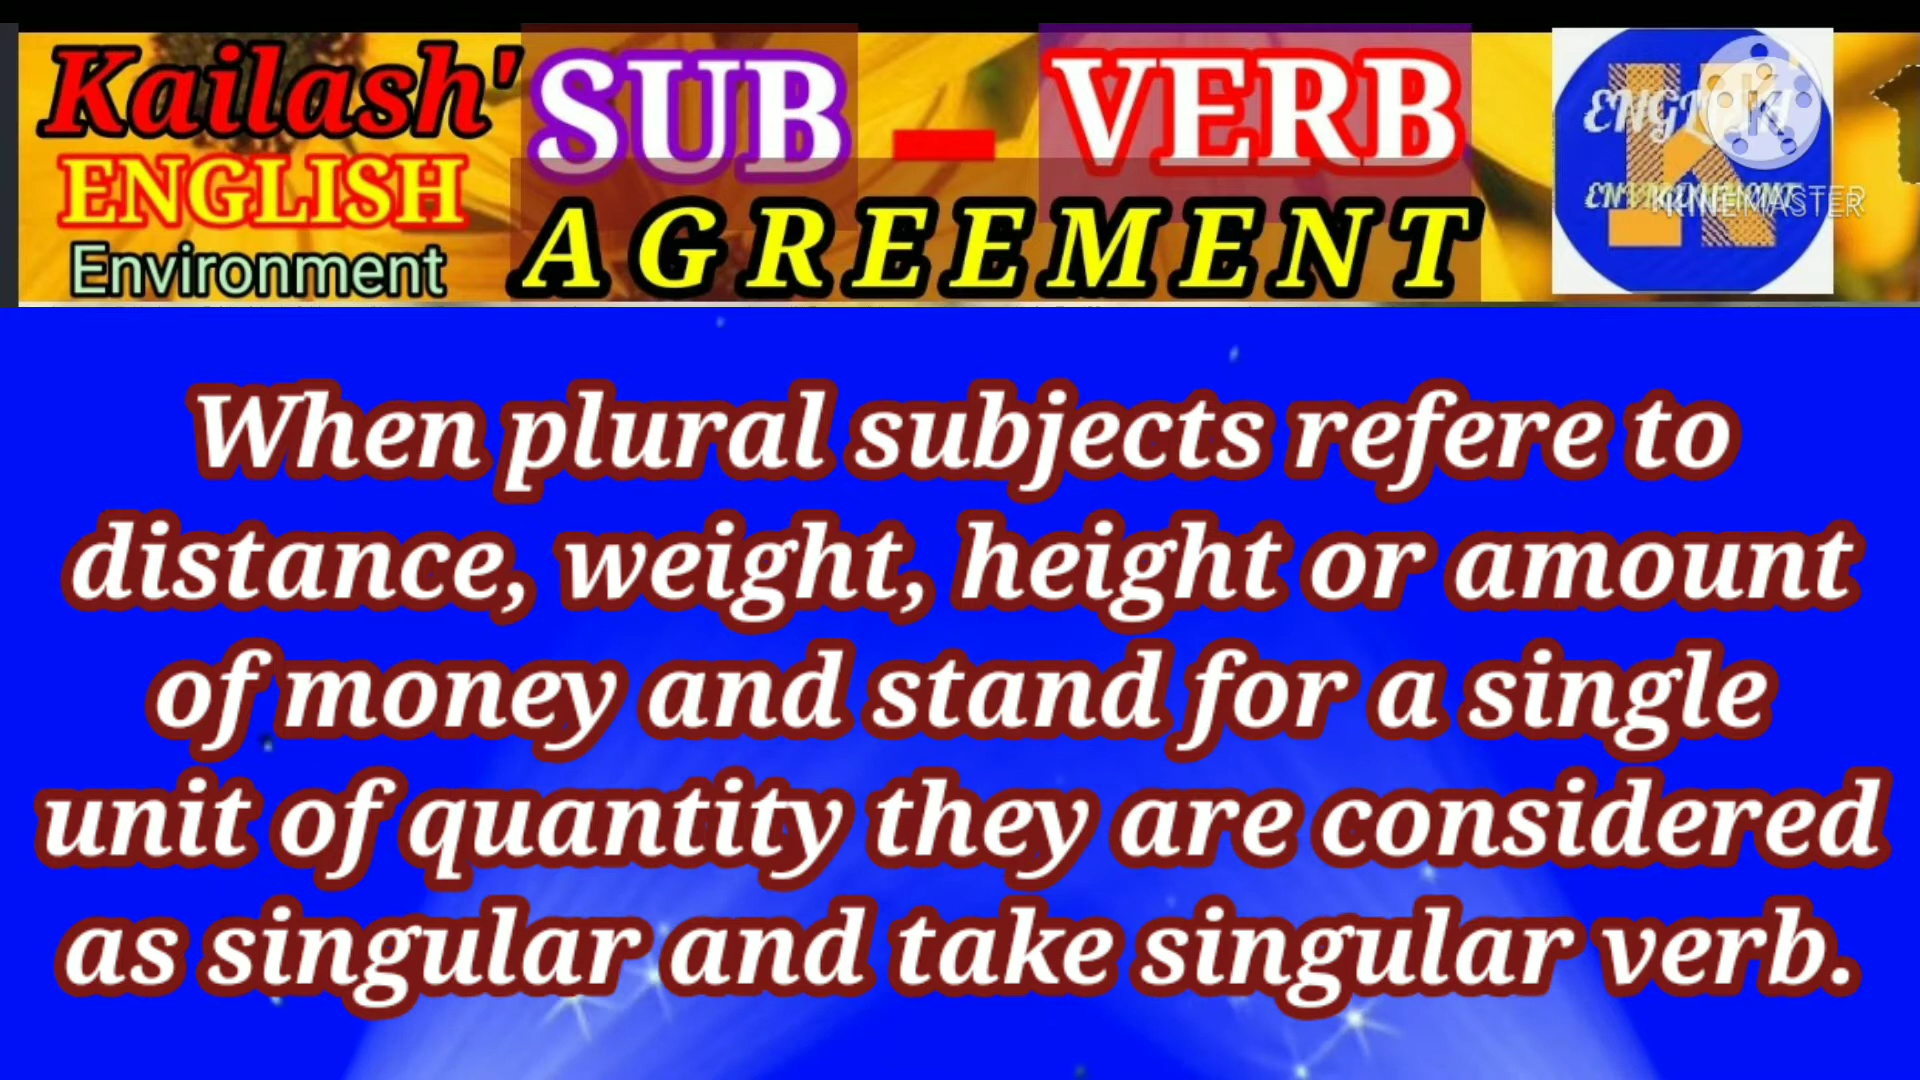 Kailash'
ENGLISH
Environment
SUB - VERB
AGREEMENT
KINEMASTER
When plural subjects refere to
distance, weight, height or amount
of money and stand for a single
unit of quantity they are considered
as singular and take singular verb.